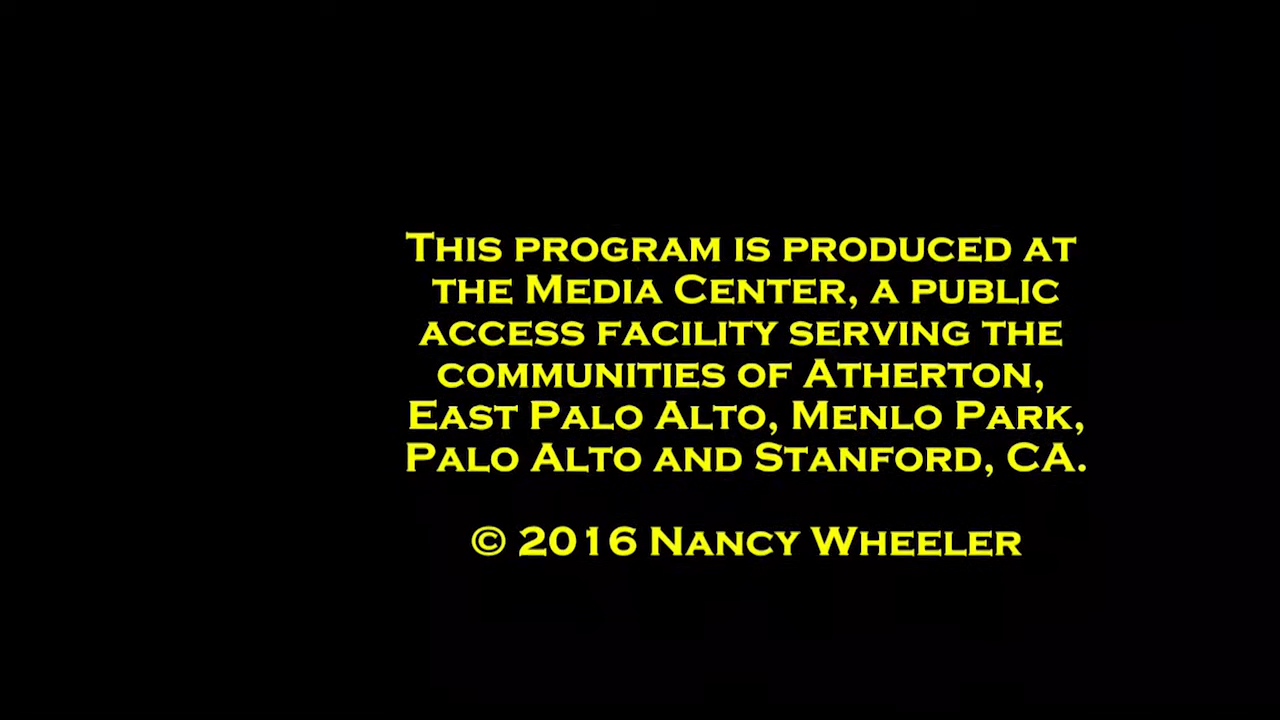 This program is produced at
the Media Center, a public
access facility serving the
communities of Atherton,
East Palo Alto, Menlo Park,
Palo Alto and Stanford, CA.
© 2016 Nancy Wheeler